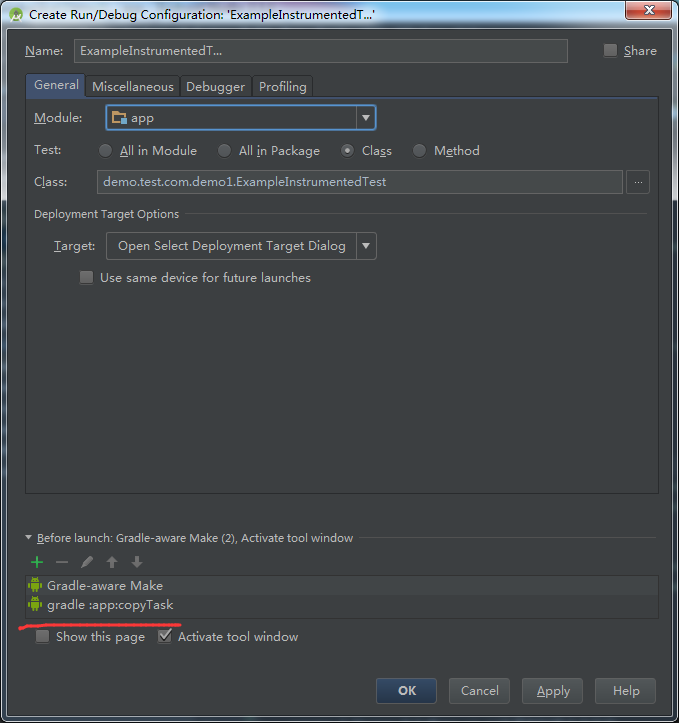 Create Run/Debug Configuration: 'ExampleInstrumentedT...'
Name: ExampleInstrumentedT... Share
General Miscellaneous Debugger Profiling
Module: app
Test: All in Module All in Package Class Method
Class: demo.test.com.demo1.ExampleInstrumentedTest ...
Deployment Target Options
Target: Open Select Deployment Target Dialog
Use same device for future launches
Before launch: Gradle-aware Make (2), Activate tool window
Gradle-aware Make
gradle :app:copyTask
Show this page Activate tool window
OK Cancel Apply Help